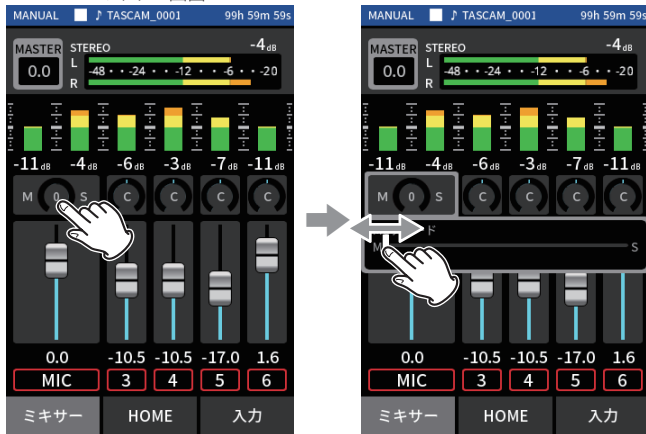 MANUAL ♪ TASCAM_0001 99h 59m 59s
MASTER STEREO -4dB
0.0 L -48 · · -24 · · -12 · · -6 · · -20
R
-11dB -4dB -6dB -3dB -7dB -11dB
M 0 S C C C C
0.0 -10.5 -10.5 -17.0 1.6
MIC 3 4 5 6
ミキサー HOME 入力
MANUAL ♪ TASCAM_0001 99h 59m 59s
MASTER STEREO -4dB
0.0 L -48 · · -24 · · -12 · · -6 · · -20
R
-11dB -4dB -6dB -3dB -7dB -11dB
M 0 S C C C C
ド
M S
0.0 -10.5 -10.5 -17.0 1.6
MIC 3 4 5 6
ミキサー HOME 入力